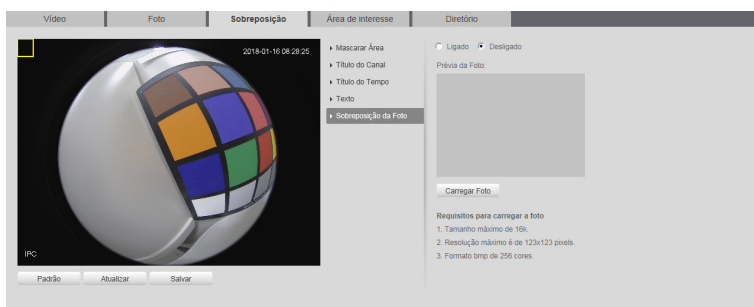 Vídeo
Foto
Sobreposição
Área de interesse
Diretório
2018-01-16 08:28:25
IPC
Padrão
Atualizar
Salvar
Mascarar Área
Título do Canal
Título do Tempo
Texto
Sobreposição da Foto
Ligado
Desligado
Prévia da Foto:
Carregar Foto
Requisitos para carregar a foto
1. Tamanho máximo de 16k.
2. Resolução máximo é de 123x123 pixels.
3. Formato bmp de 256 cores.